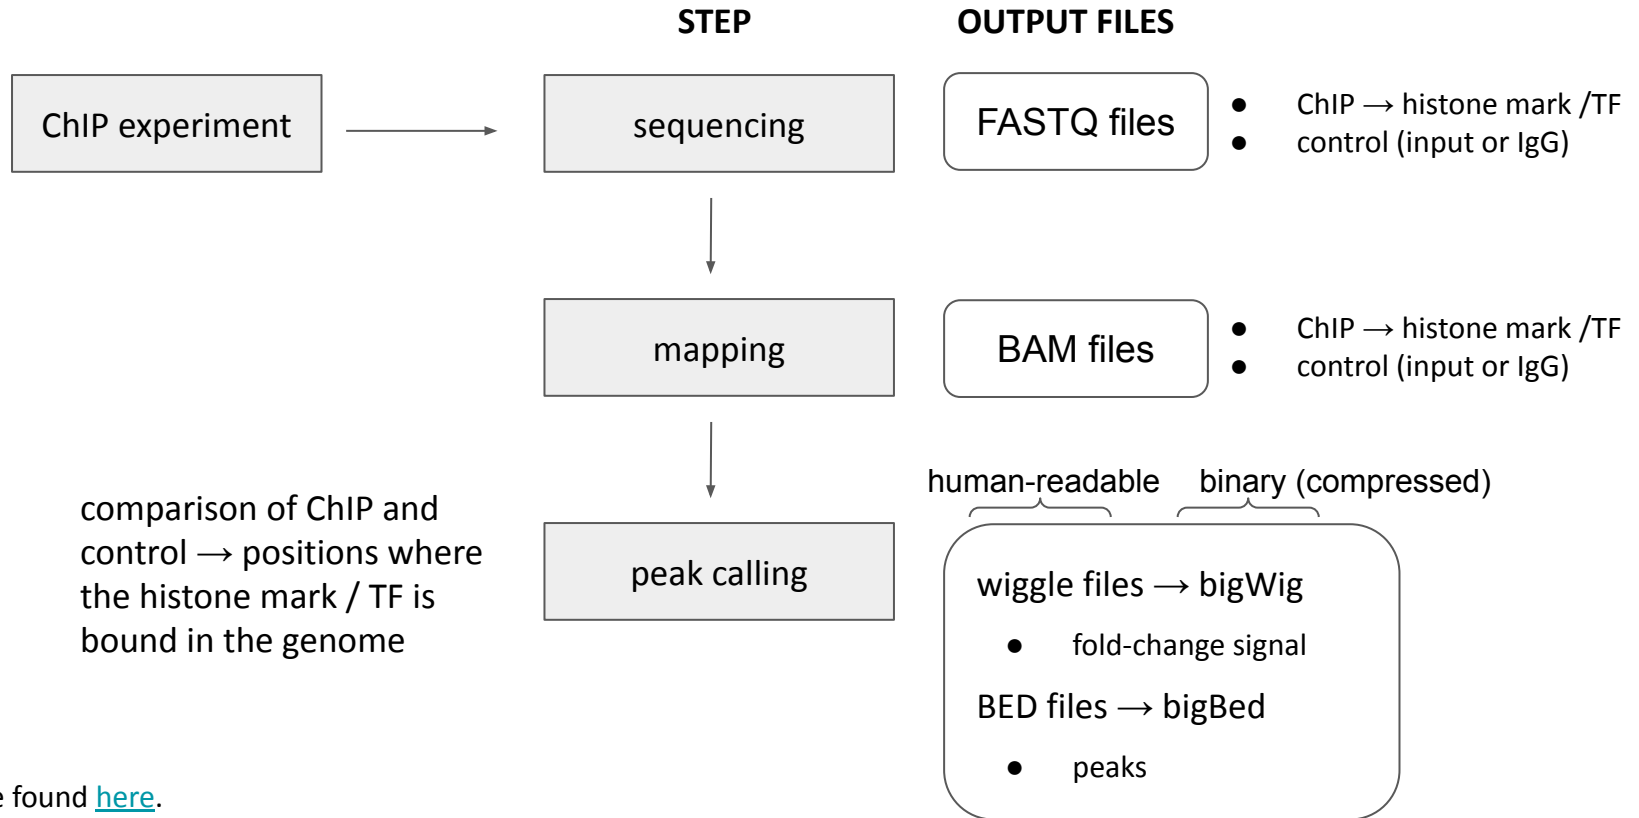 STEP
OUTPUT FILES
ChIP experiment
sequencing
FASTQ files
● ChIP → histone mark /TF
● control (input or IgG)
mapping
BAM files
● ChIP → histone mark /TF
● control (input or IgG)
comparison of ChIP and
control → positions where
the histone mark / TF is
bound in the genome
peak calling
human-readable
binary (compressed)
wiggle files → bigWig
● fold-change signal
BED files → bigBed
● peaks
found here.